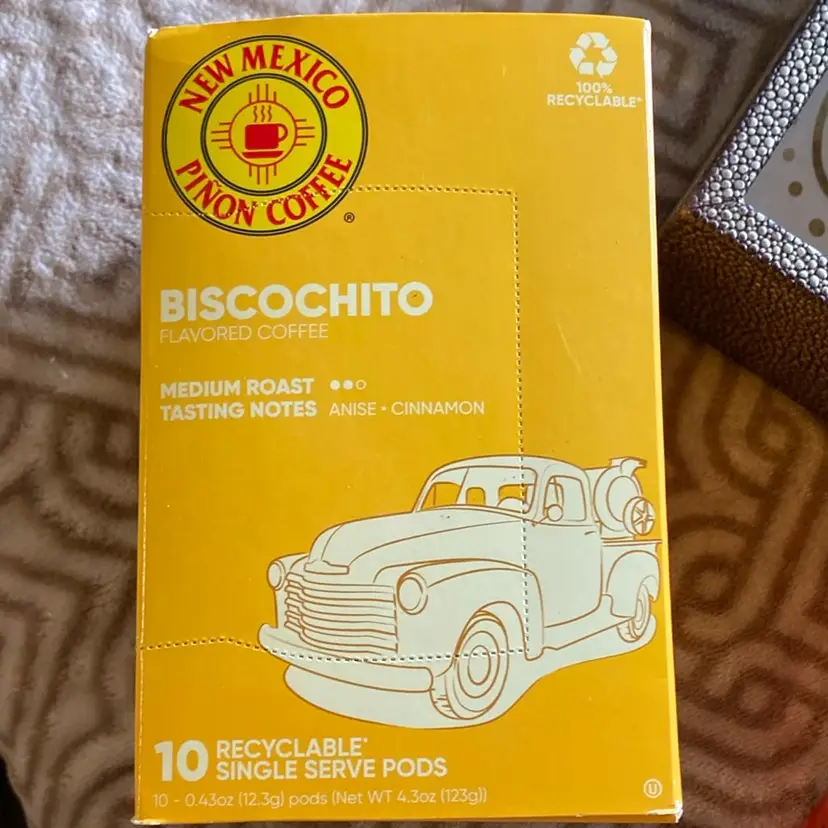 NEW MEXICO
PIÑON COFFEE
®
100%
RECYCLABLE*
BISCOCHITO
FLAVORED COFFEE
MEDIUM ROAST
TASTING NOTES ANISE • CINNAMON
10 RECYCLABLE*
SINGLE SERVE PODS
10 - 0.43oz (12.3g) pods (Net WT 4.3oz (123g))
U